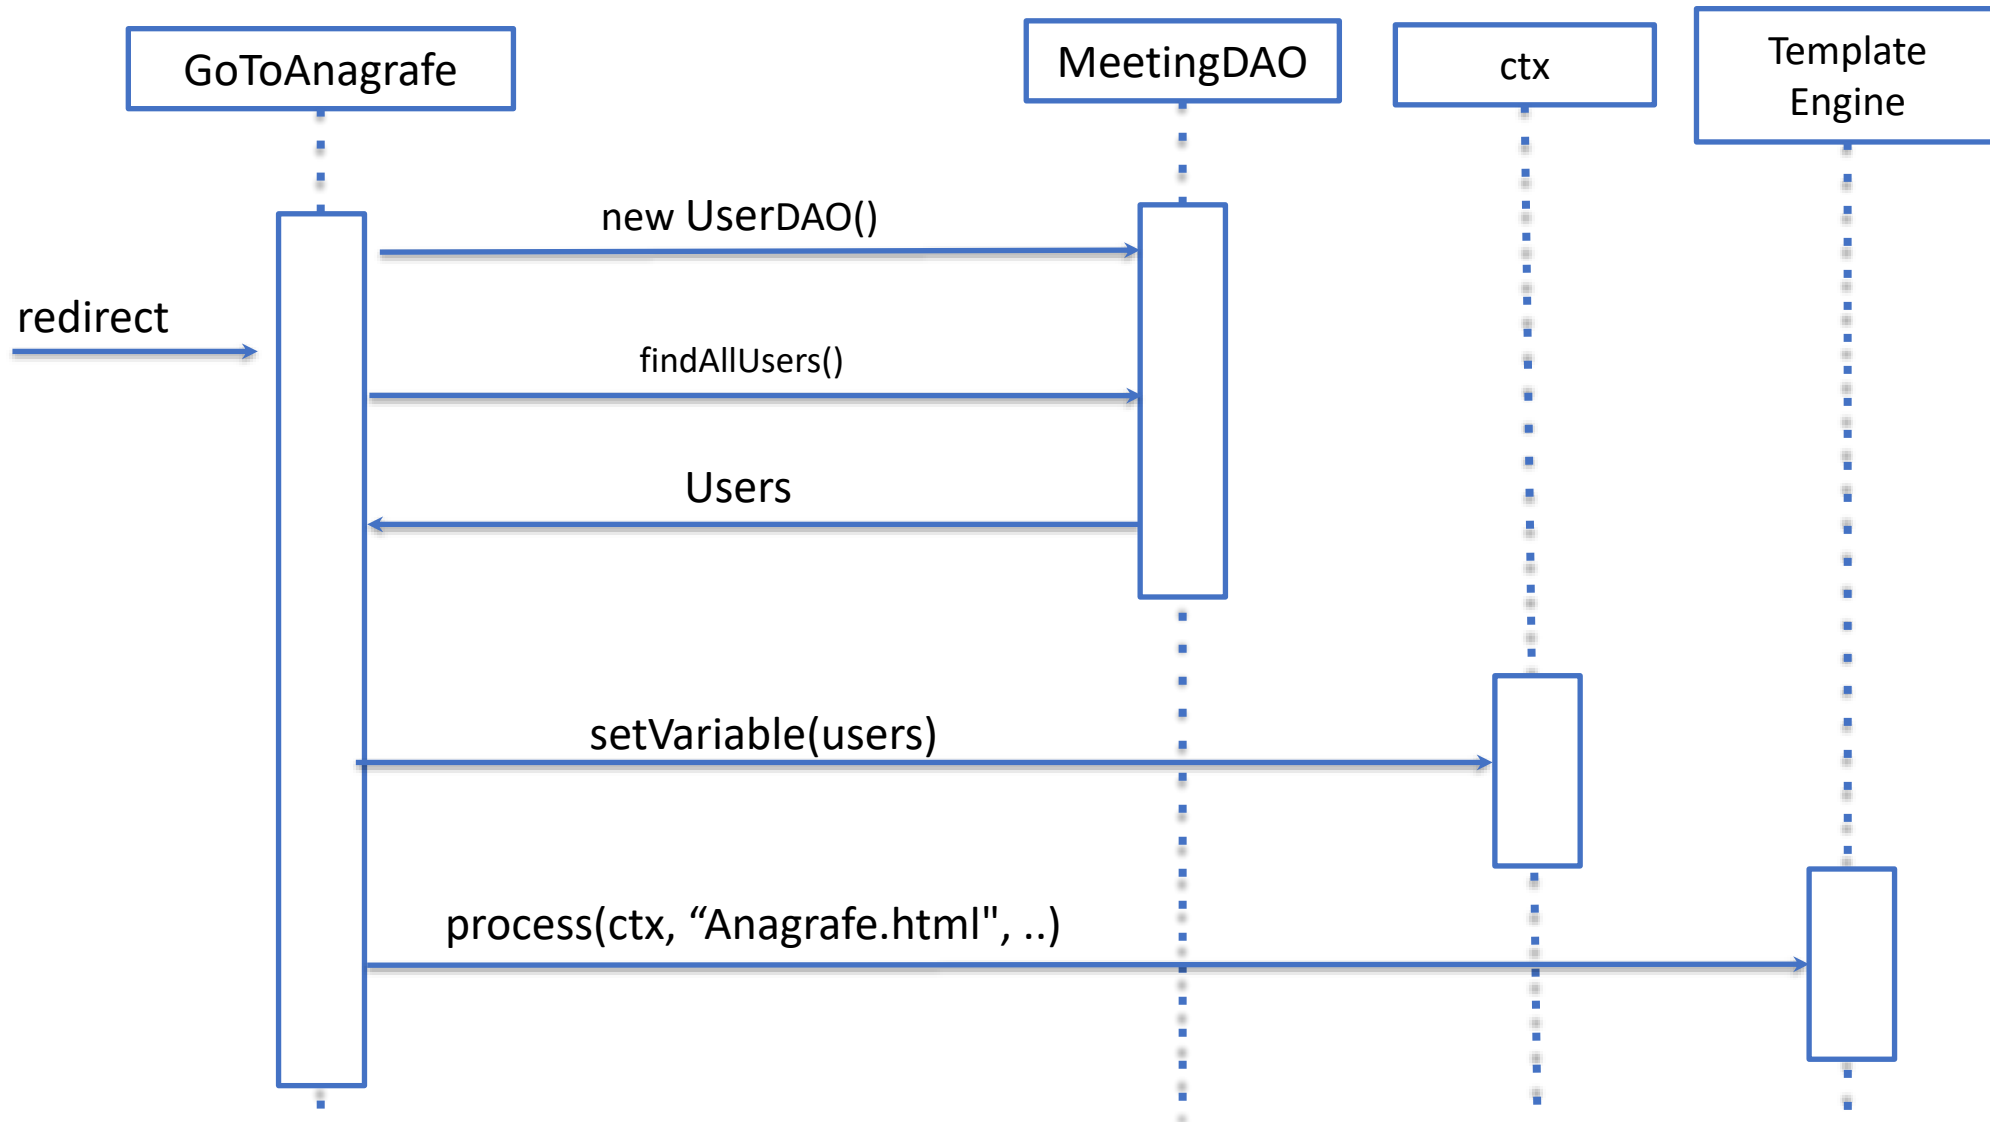 GoToAnagrafe
MeetingDAO
ctx
Template
Engine
new UserDAO()
redirect
findAllUsers()
Users
setVariable(users)
process(ctx, “Anagrafe.html", ..)